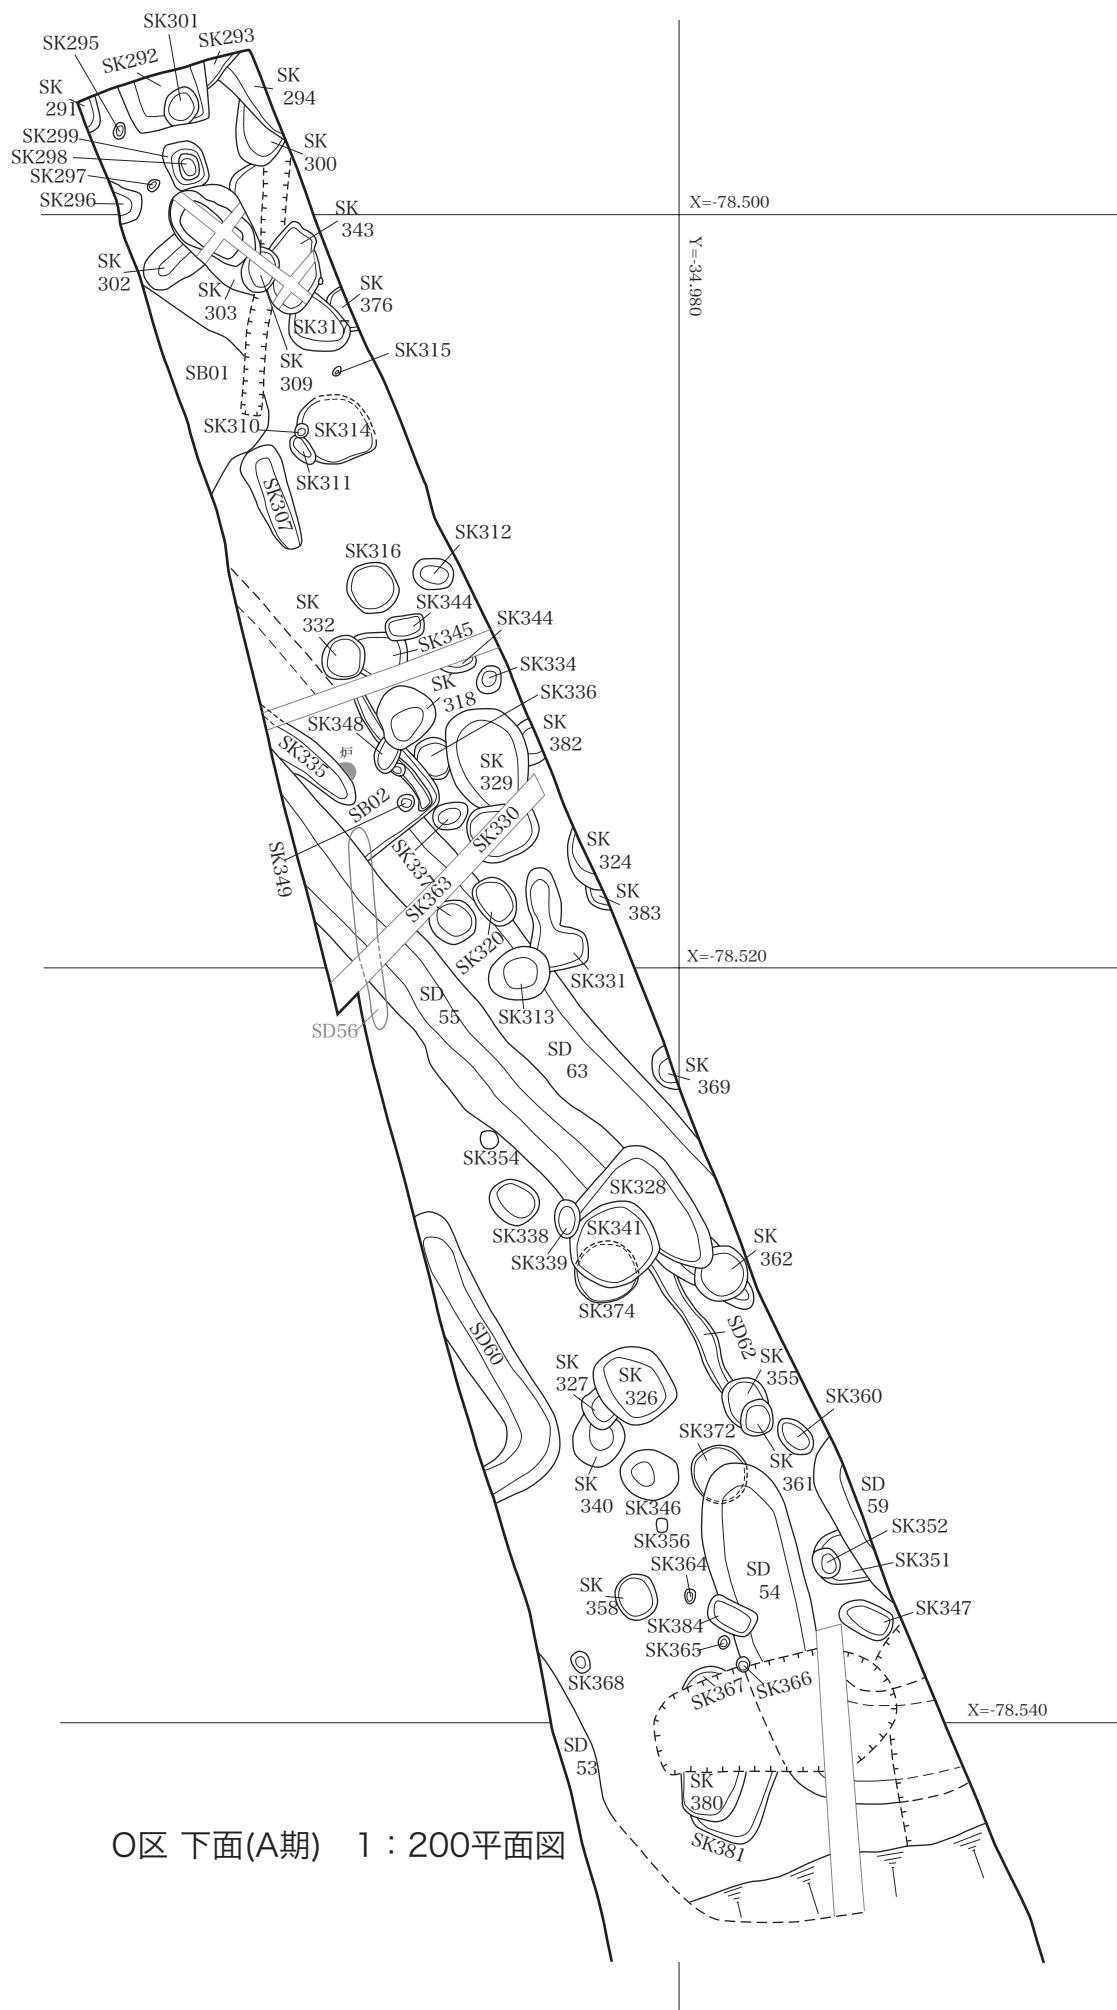 SK301
SK293
SK295
SK292
SK
294
SK
291
SK299
SK298
SK
300
SK297
SK296
X=-78.500
SK
343
Y=-34.980
SK
302
SK
303
SK
376
SK317
SK315
SB01
SK
309
SK310
SK314
SK311
SK307
SK312
SK316
SK
332
SK344
SK344
SK345
SK334
SK
318
SK336
SK348
SK
382
炉
SK335
SK
329
SB02
SK330
SK
324
SK349
SK337
SK363
SK
383
SK320
X=-78.520
SK331
SD
55
SK313
SD56
SD
63
SK
369
SK354
SK328
SK338
SK341
SK339
SK
362
SK374
SD62
SD60
SK
327
SK
326
SK
355
SK360
SK372
SK
361
SK
340
SK346
SD
59
SK356
SK352
SK364
SK351
SD
54
SK
358
SK347
SK384
SK365
SK368
SK367
SK366
X=-78.540
SD
53
SK
380
SK381
O区 下面(A期)　1：200平面図